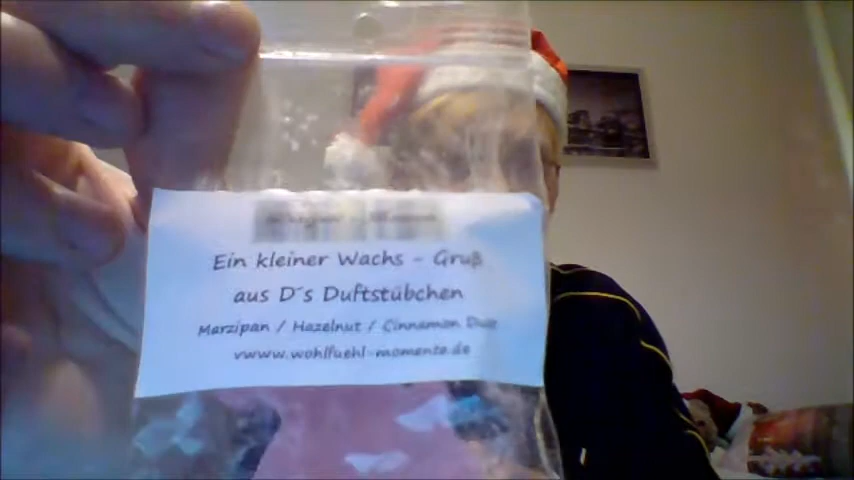 Ein kleiner Wachs - Gruß
aus D´s Duftstübchen
Marzipan / Hazelnut / Cinnamon Duo
www.wohlfuehl-momente.de